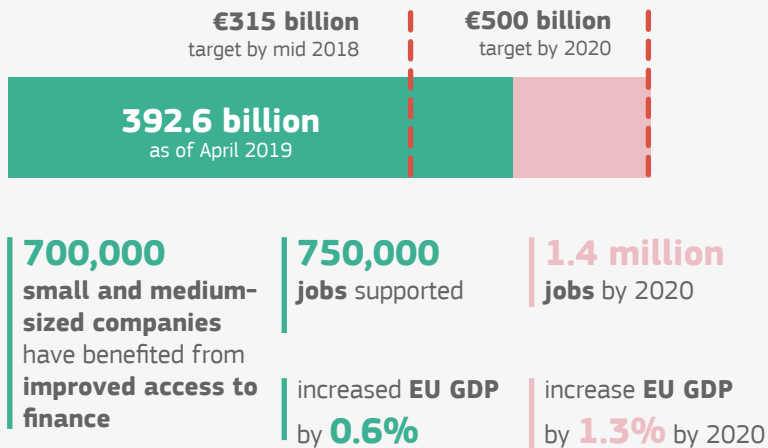 €315 billion
target by mid 2018
€500 billion
target by 2020
392.6 billion
as of April 2019
700,000
small and medium-
sized companies
have benefited from
improved access to
finance
750,000
jobs supported
increased EU GDP
by 0.6%
1.4 million
jobs by 2020
increase EU GDP
by 1.3% by 2020